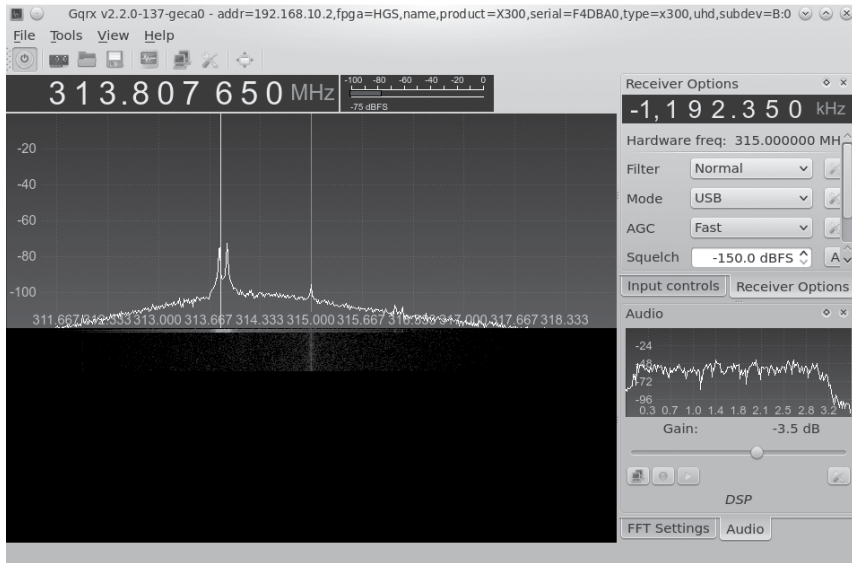 Gqrx v2.2.0-137-geca0 - addr=192.168.10.2,fpga=HGS,name,product=X300,serial=F4DBA0,type=x300,uhd,subdev=B:0
File Tools View Help
313.807 650 MHz
-100 -80 -60 -40 -20 0
-75 dBFS
-20
-40
-60
-80
-100
311.667 312.333 313.000 313.667 314.333 315.000 315.667 316.333 317.000 317.667 318.333
Receiver Options
-1,192.350 kHz
Hardware freq: 315.000000 MH
Filter Normal
Mode USB
AGC Fast
Squelch -150.0 dBFS A
Input controls Receiver Options
Audio
-24
-48
-72
-96
0.3 0.7 1.0 1.4 1.8 2.1 2.5 2.8 3.2
Gain: -3.5 dB
DSP
FFT Settings Audio